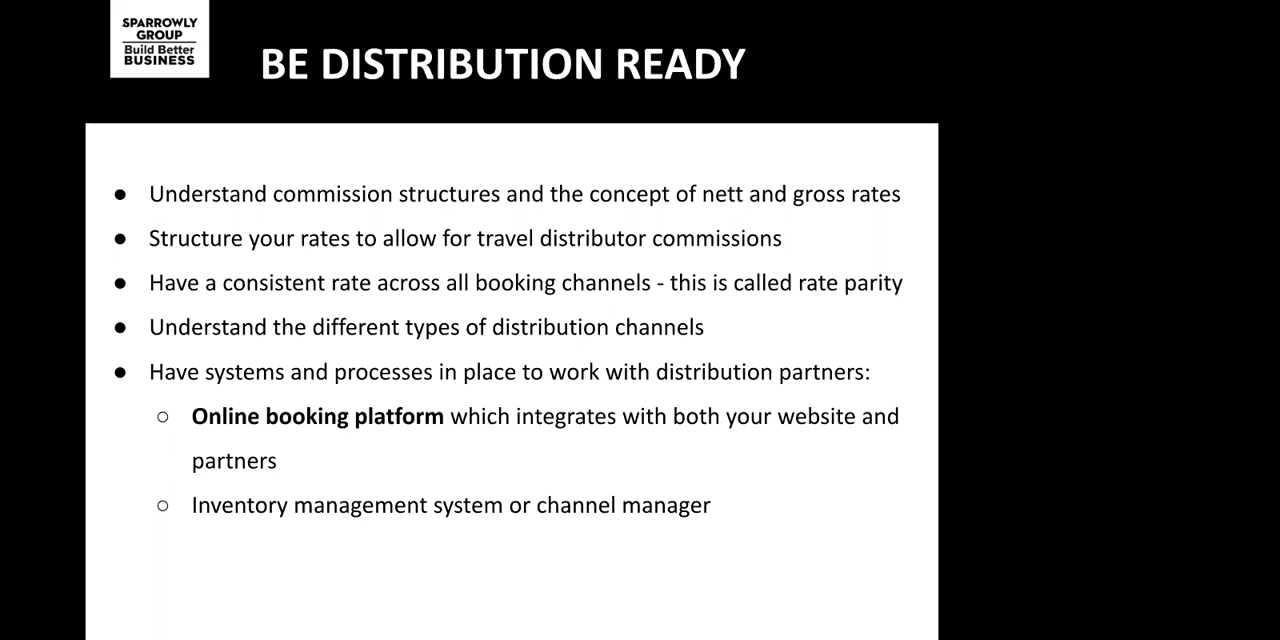 SPARROWLY
GROUP
Build Better
BUSINESS
BE DISTRIBUTION READY
● Understand commission structures and the concept of nett and gross rates
● Structure your rates to allow for travel distributor commissions
● Have a consistent rate across all booking channels - this is called rate parity
● Understand the different types of distribution channels
● Have systems and processes in place to work with distribution partners:
○ Online booking platform which integrates with both your website and
partners
○ Inventory management system or channel manager